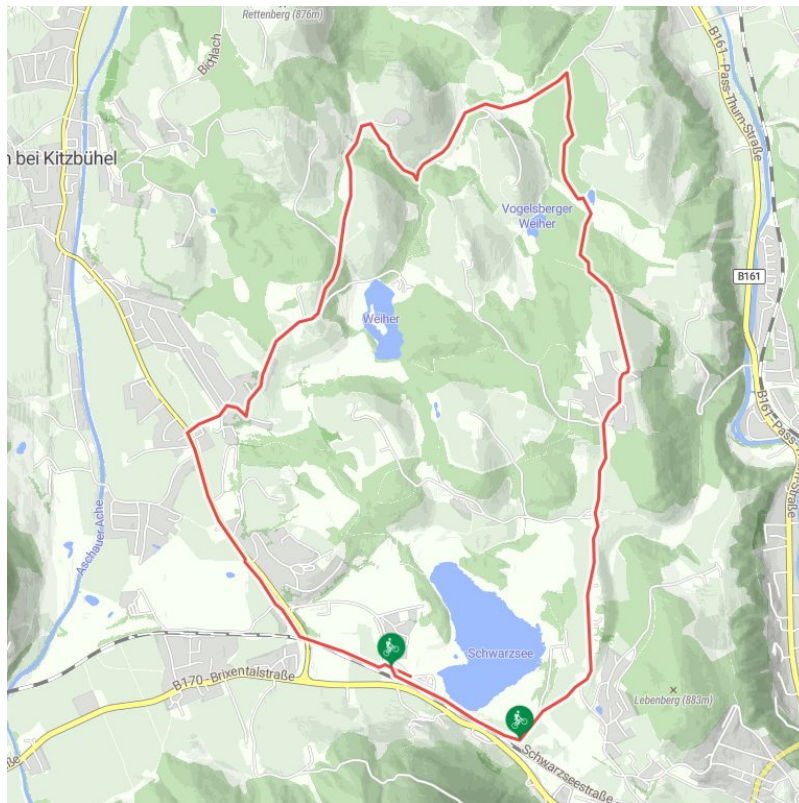 Rettenberg (876m)
Bichlach
B161 - Pass-Thurn-Straße
n bei Kitzbühel
Vogelsberger
Weiher
B161
Weiher
B161-Pass-
-Straße
Aschauer Ache
Schwarzsee
B170 - Brixentalstraße
Lebenberg (883m)
Schwarzseestraße